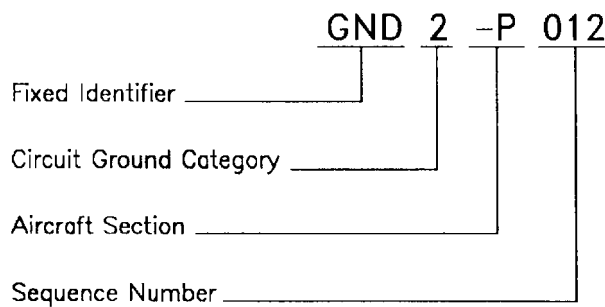 GND 2 -P 012
Fixed Identifier
Circuit Ground Category
Aircraft Section
Sequence Number